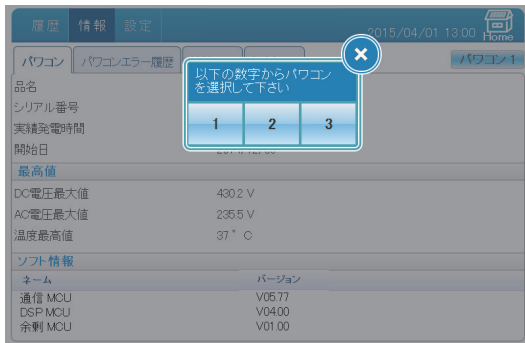 履歴 情報 設定
2015/04/01 13:00 Home
パワコン パワコンエラー履歴 パワコン 1
以下の数字からパワコン
を選択して下さい
1 2 3
品名
シリアル番号
実績発電時間
開始日
最高値
DC電圧最大値 430.2 V
AC電圧最大値 235.5 V
温度最高値 37° C
ソフト情報
ネーム バージョン
通信 MCU V05.77
DSP MCU V04.00
余剰 MCU V01.00